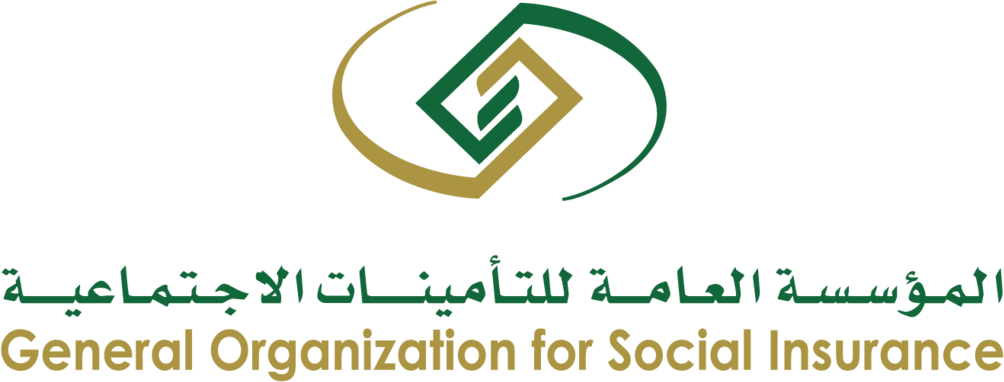 المؤسسة العامة للتأمينات الاجتماعية
General Organization for Social Insurance